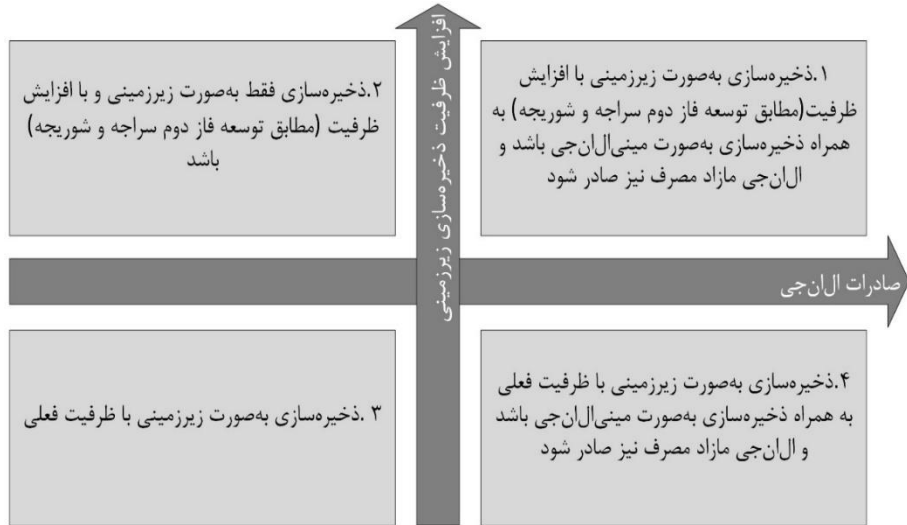 افزایش ظرفیت ذخیره‌سازی زیرزمینی
۱.ذخیره‌سازی به‌صورت زیرزمینی با افزایش
ظرفیت(مطابق توسعه فاز دوم سراجه و شوریجه) به
همراه ذخیره‌سازی به‌صورت مینی‌ال‌ان‌جی باشد و
ال‌ان‌جی مازاد مصرف نیز صادر شود
۲.ذخیره‌سازی فقط به‌صورت زیرزمینی و با افزایش
ظرفیت (مطابق توسعه فاز دوم سراجه و شوریجه)
باشد
صادرات ال‌ان‌جی
۳ .ذخیره‌سازی به‌صورت زیرزمینی با ظرفیت فعلی
۴.ذخیره‌سازی به‌صورت زیرزمینی با ظرفیت فعلی
به همراه ذخیره‌سازی به‌صورت مینی‌ال‌ان‌جی باشد
و ال‌ان‌جی مازاد مصرف نیز صادر شود